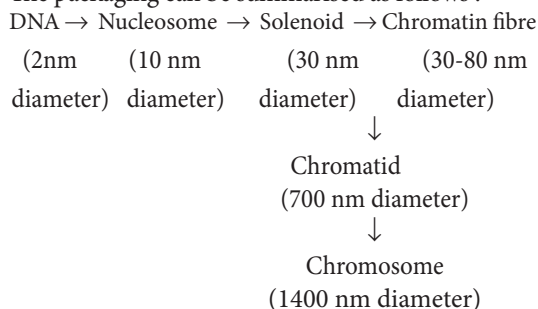 DNA → Nucleosome → Solenoid → Chromatin fibre
(2nm (10 nm (30 nm (30-80 nm
diameter) diameter) diameter) diameter)
↓
Chromatid
(700 nm diameter)
↓
Chromosome
(1400 nm diameter)